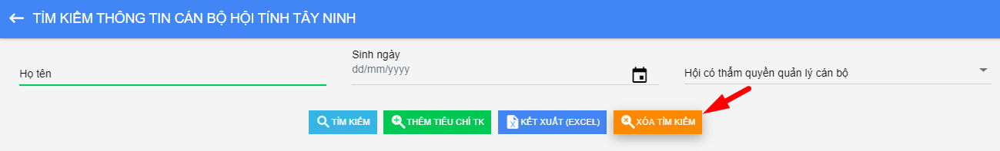 TÌM KIẾM THÔNG TIN CÁN BỘ HỘI TÍNH TÂY NINH
Họ tên
Sinh ngày
dd/mm/yyyy
Hội có thẩm quyền quản lý cán bộ
TÌM KIẾM
THÊM TIÊU CHÍ TK
KẾT XUẤT (EXCEL)
XÓA TÌM KIẾM